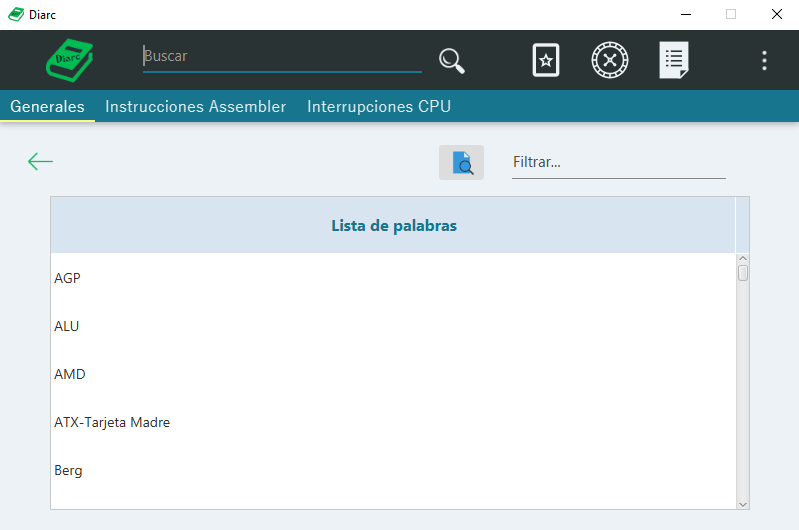 Diarc
Diarc
Buscar
Generales
Instrucciones Assembler
Interrupciones CPU
Filtrar...
Lista de palabras
AGP
ALU
AMD
ATX-Tarjeta Madre
Berg